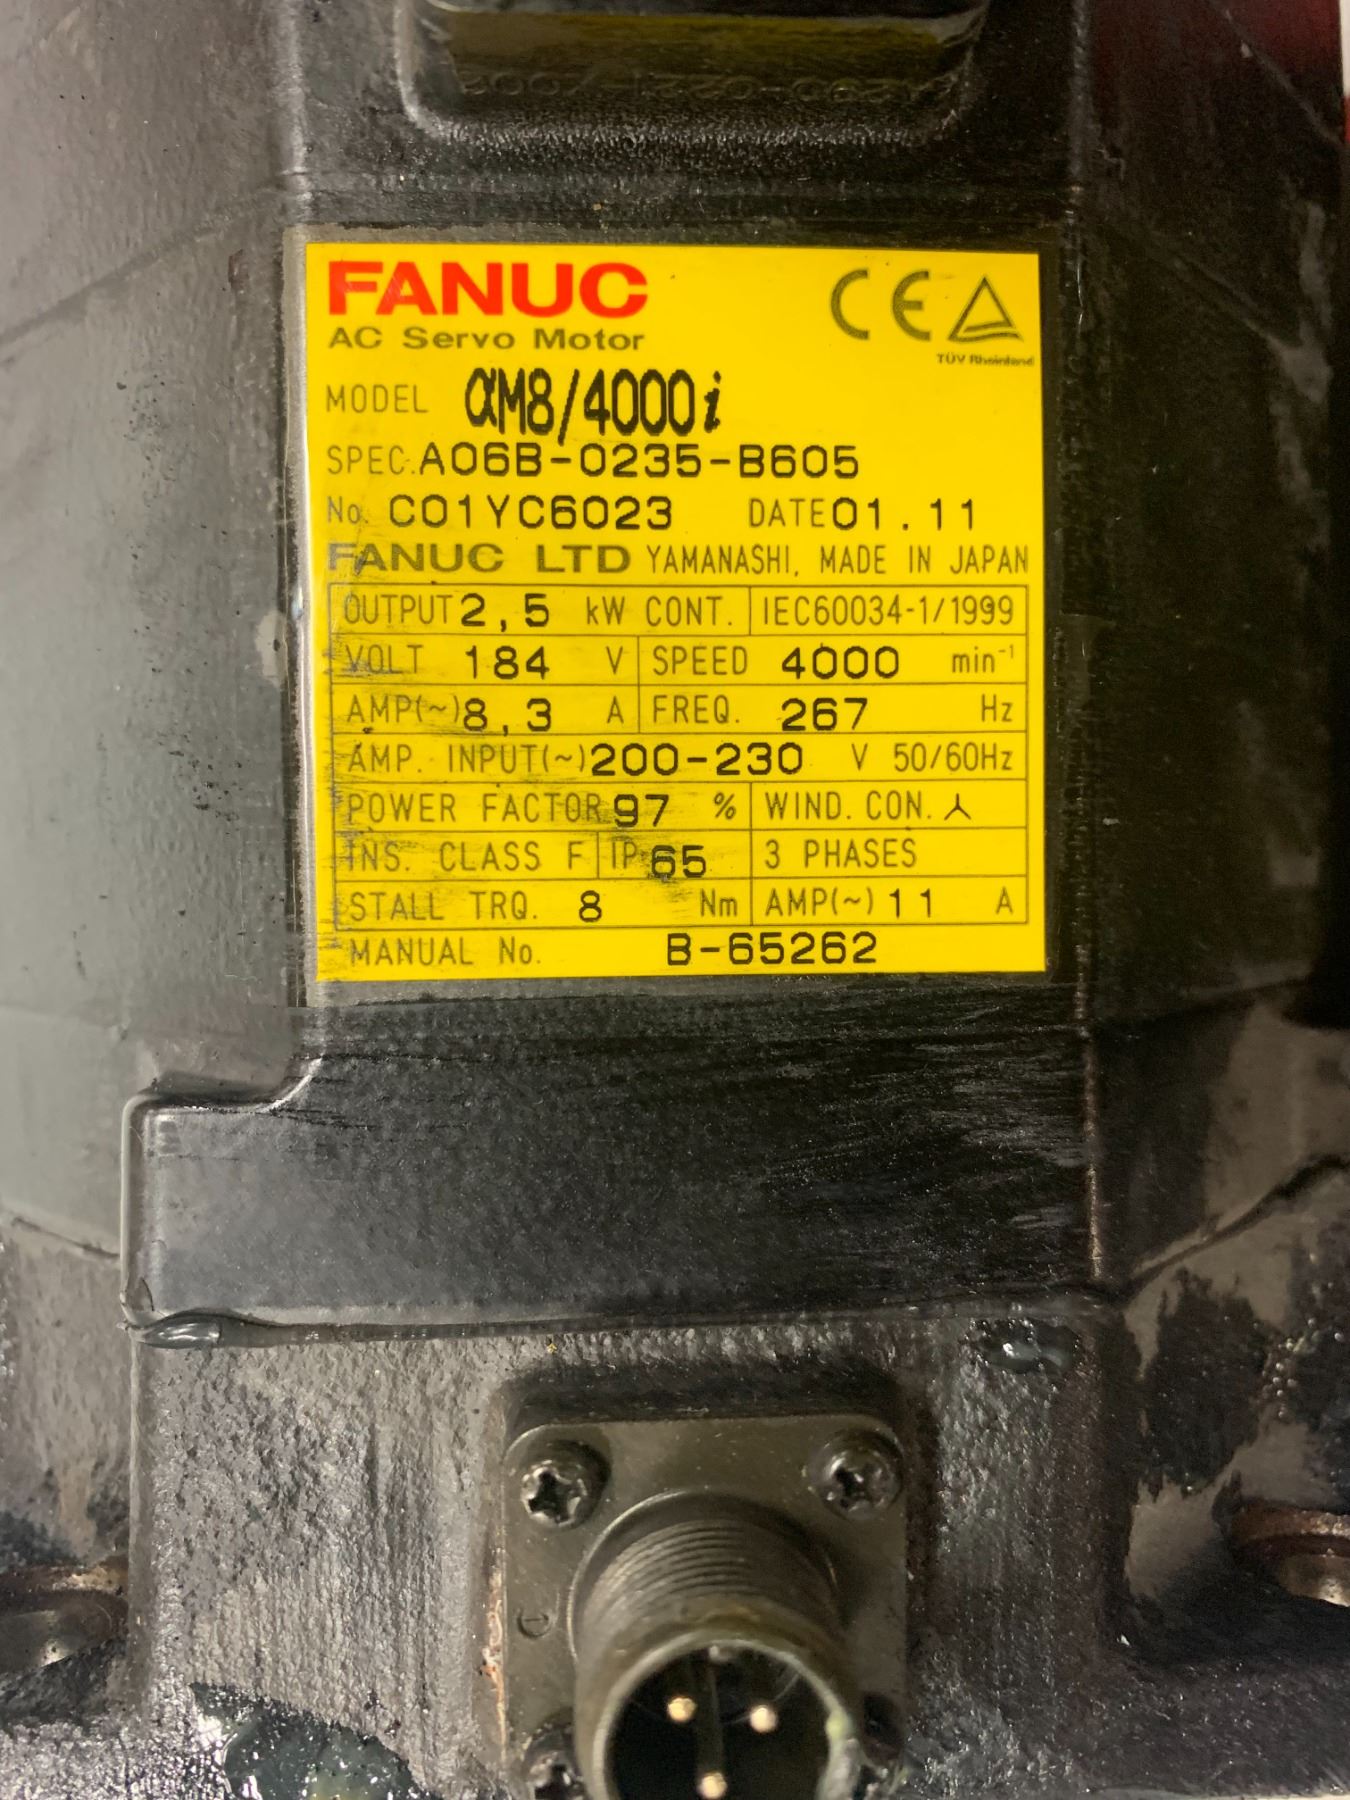 FANUC
CE
AC Servo Motor
TÜV Rheinland
MODEL αM8/4000i
SPEC.A06B-0235-B605
No. C01YC6023 DATE 01.11
FANUC LTD YAMANASHI, MADE IN JAPAN
OUTPUT 2,5 kW CONT. IEC60034-1/1999
VOLT 184 V SPEED 4000 min⁻¹
AMP(~)8,3 A FREQ. 267 Hz
AMP. INPUT(~)200-230 V 50/60Hz
POWER FACTOR 97 % WIND. CON. ⅄
INS. CLASS F IP 65 3 PHASES
STALL TRQ. 8 Nm AMP(~) 11 A
MANUAL No. B-65262